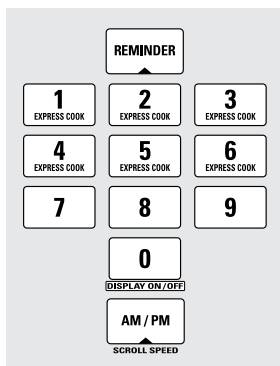 REMINDER
1 2 3
EXPRESS COOK EXPRESS COOK EXPRESS COOK
4 5 6
EXPRESS COOK EXPRESS COOK EXPRESS COOK
7 8 9
0
DISPLAY ON/OFF
AM / PM
SCROLL SPEED